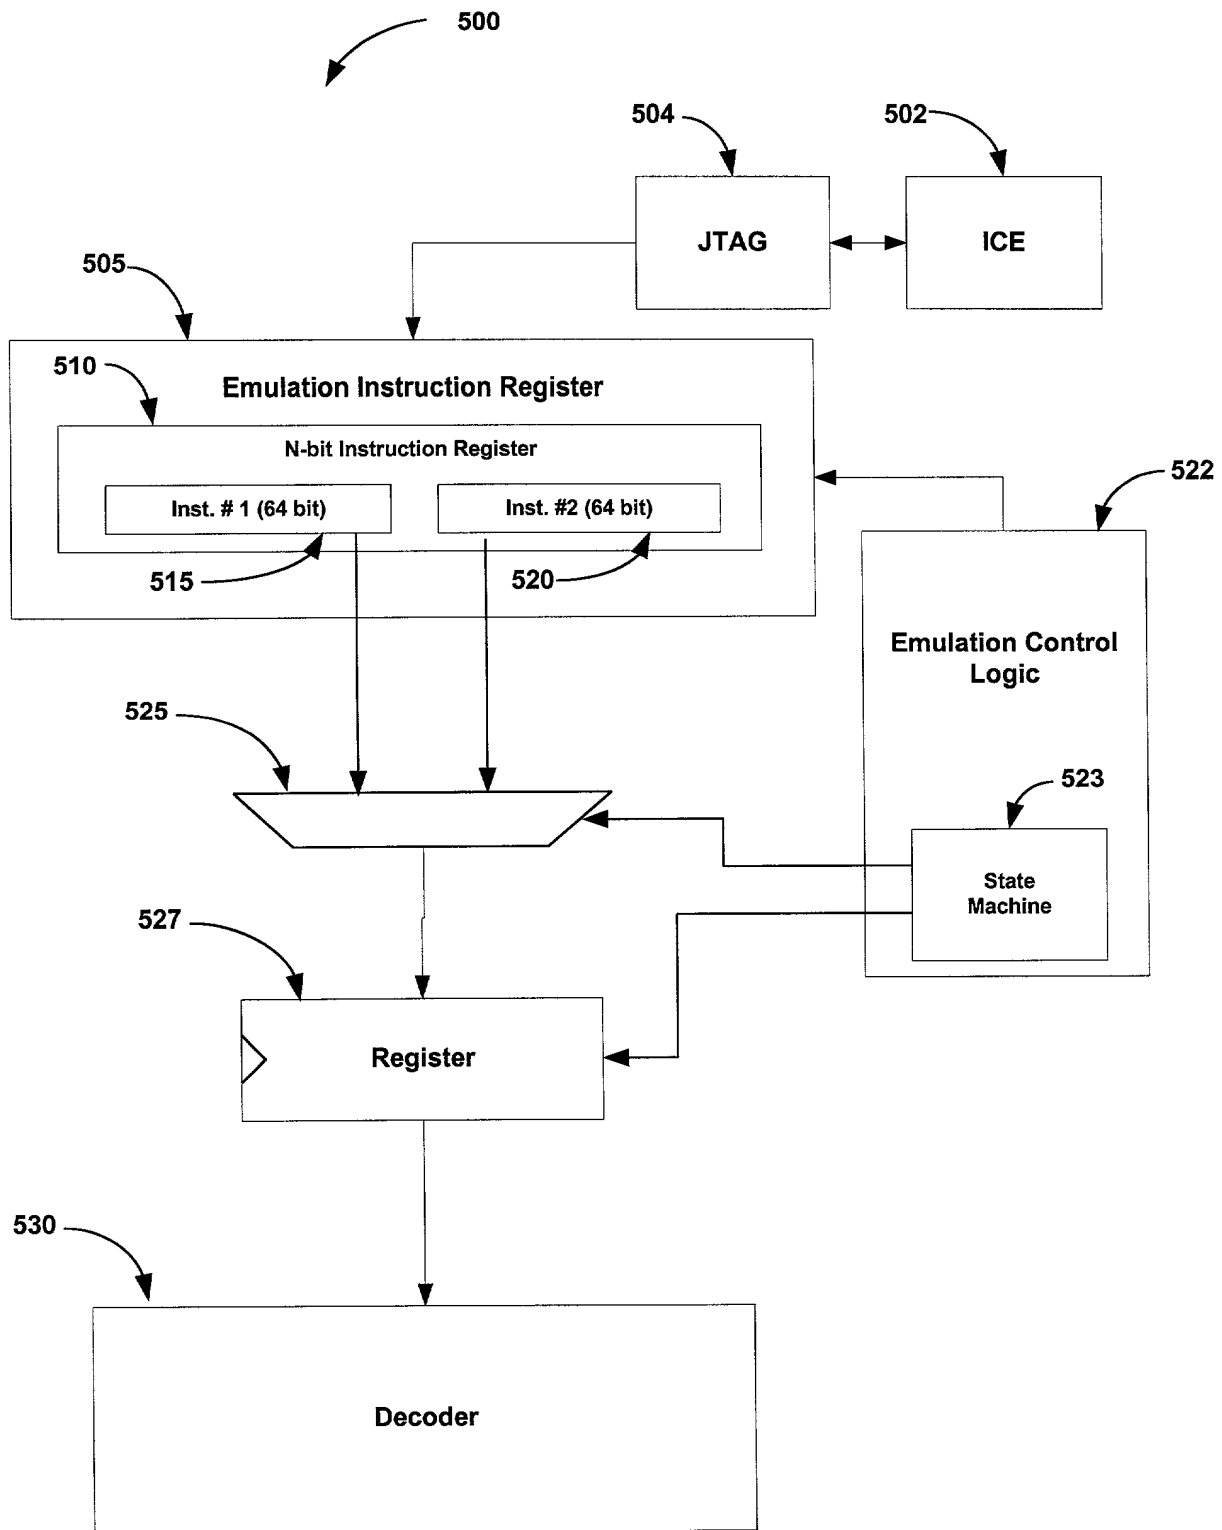 500
504
502
JTAG
ICE
505
510
Emulation Instruction Register
N-bit Instruction Register
522
Inst. # 1 (64 bit)
Inst. #2 (64 bit)
515
520
Emulation Control
Logic
525
523
State
Machine
527
Register
530
Decoder